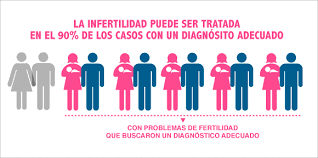 LA INFERTILIDAD PUEDE SER TRATADA
EN EL 90% DE LOS CASOS CON UN DIAGNÓSITO ADECUADO
CON PROBLEMAS DE FERTILIDAD
QUE BUSCARON UN DIAGNÓSTICO ADECUADO